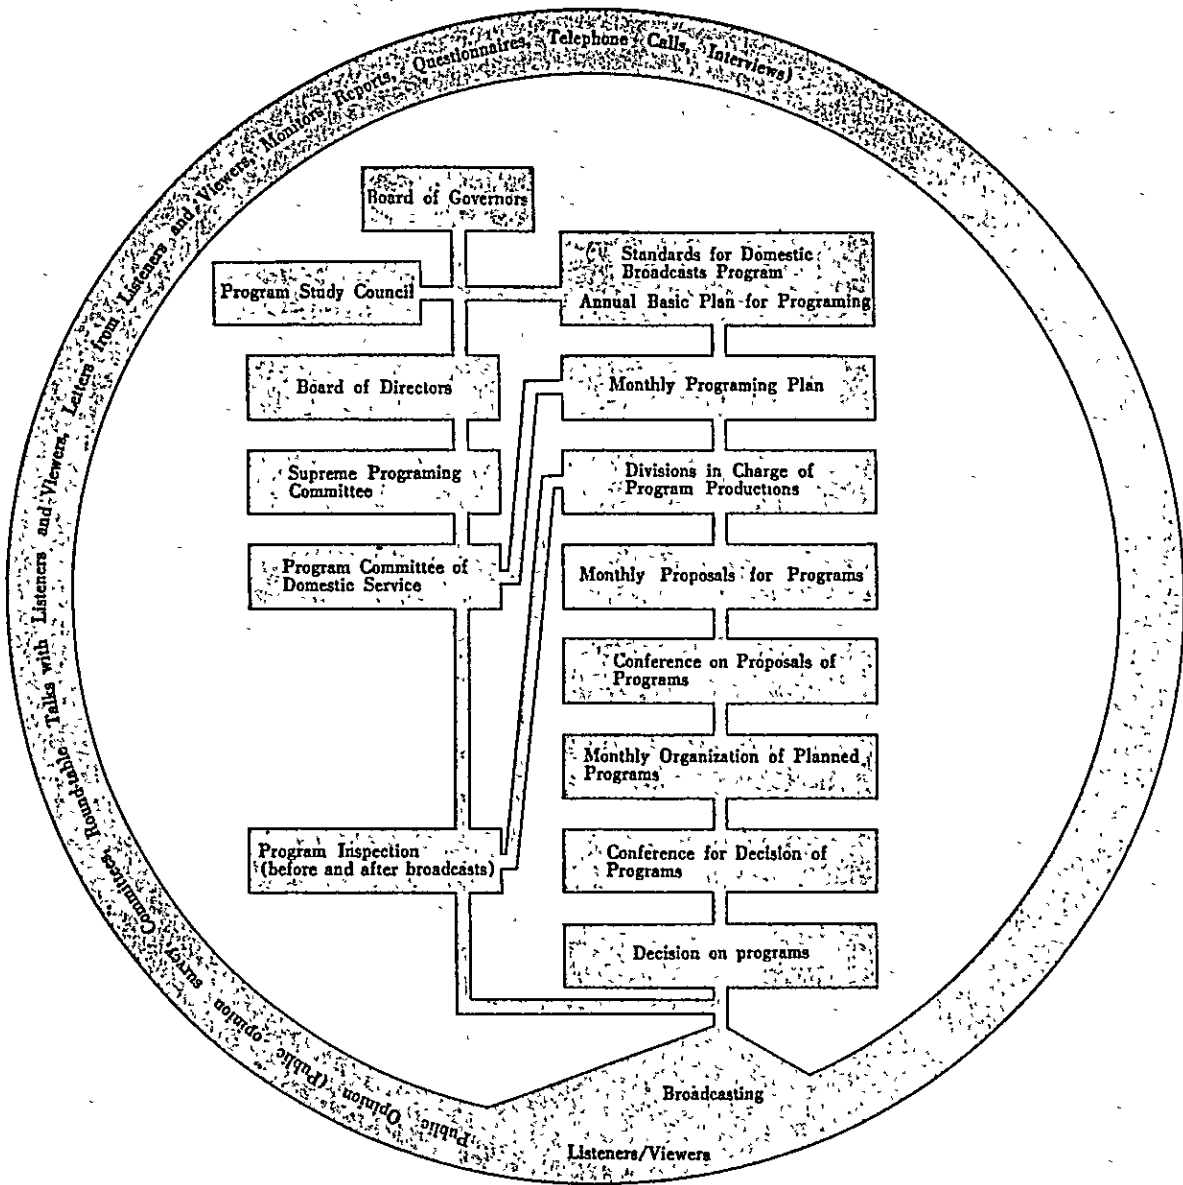 Public Opinion (Public opinion survey, Committees, Round-table Talks with Listeners and Viewers, Letters from Listeners and Viewers, Monitors Reports, Questionnaires, Telephone Calls, Interviews)
Board of Governors
Program Study Council
Standards for Domestic
Broadcasts Program
Annual Basic Plan for Programing
Board of Directors
Monthly Programing Plan
Supreme Programing
Committee
Divisions in Charge of
Program Productions
Program Committee of
Domestic Service
Monthly Proposals for Programs
Conference on Proposals of
Programs
Monthly Organization of Planned
Programs
Program Inspection
(before and after broadcasts)
Conference for Decision of
Programs
Decision on programs
Broadcasting
Listeners/Viewers